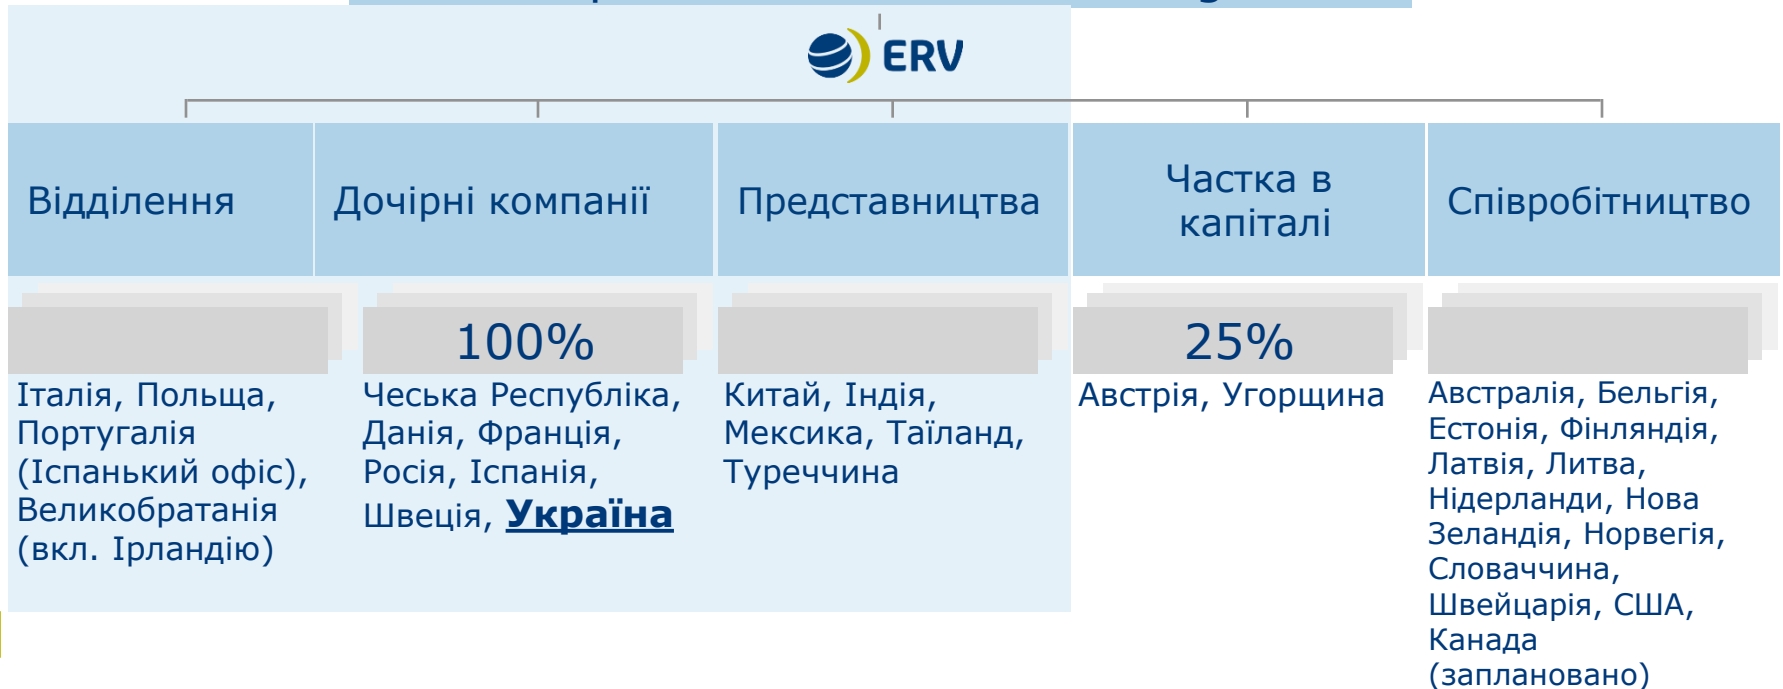 ERV
Відділення
Дочірні компанії
Представництва
Частка в
капіталі
Співробітництво
100%
25%
Італія, Польща,
Португалія
(Іспанький офіс),
Великобратанія
(вкл. Ірландію)
Чеська Республіка,
Данія, Франція,
Росія, Іспанія,
Швеція, Україна
Китай, Індія,
Мексика, Таїланд,
Туреччина
Австрія, Угорщина
Австралія, Бельгія,
Естонія, Фінляндія,
Латвія, Литва,
Нідерланди, Нова
Зеландія, Норвегія,
Словаччина,
Швейцарія, США,
Канада
(заплановано)